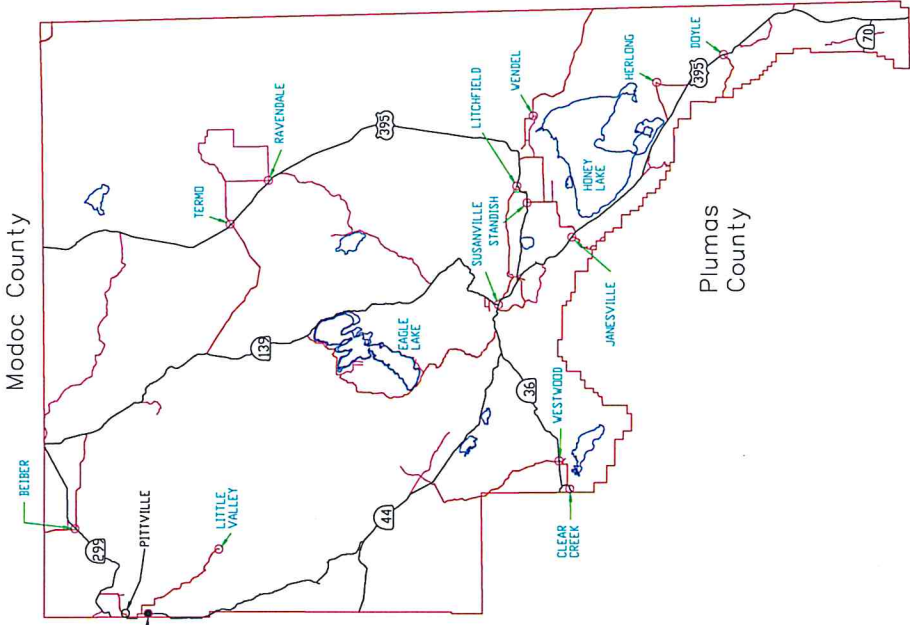 Modoc County
BEIBER
299
PITTVILLE
LITTLE
VALLEY
44
139
TERMO
RAVENDALE
395
EAGLE
LAKE
SUSANVILLE
STANDISH
LITCHFIELD
WENDEL
HONEY
LAKE
HERLONG
DOYLE
395
70
JANESVILLE
36
WESTWOOD
CLEAR
CREEK
Plumas
County